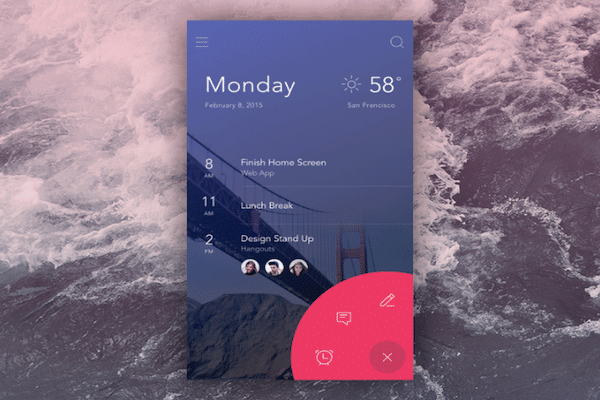 Monday
58°
February 8, 2015
San Francisco
8
AM
Finish Home Screen
Web App
11
AM
Lunch Break
2
PM
Design Stand Up
Hangouts